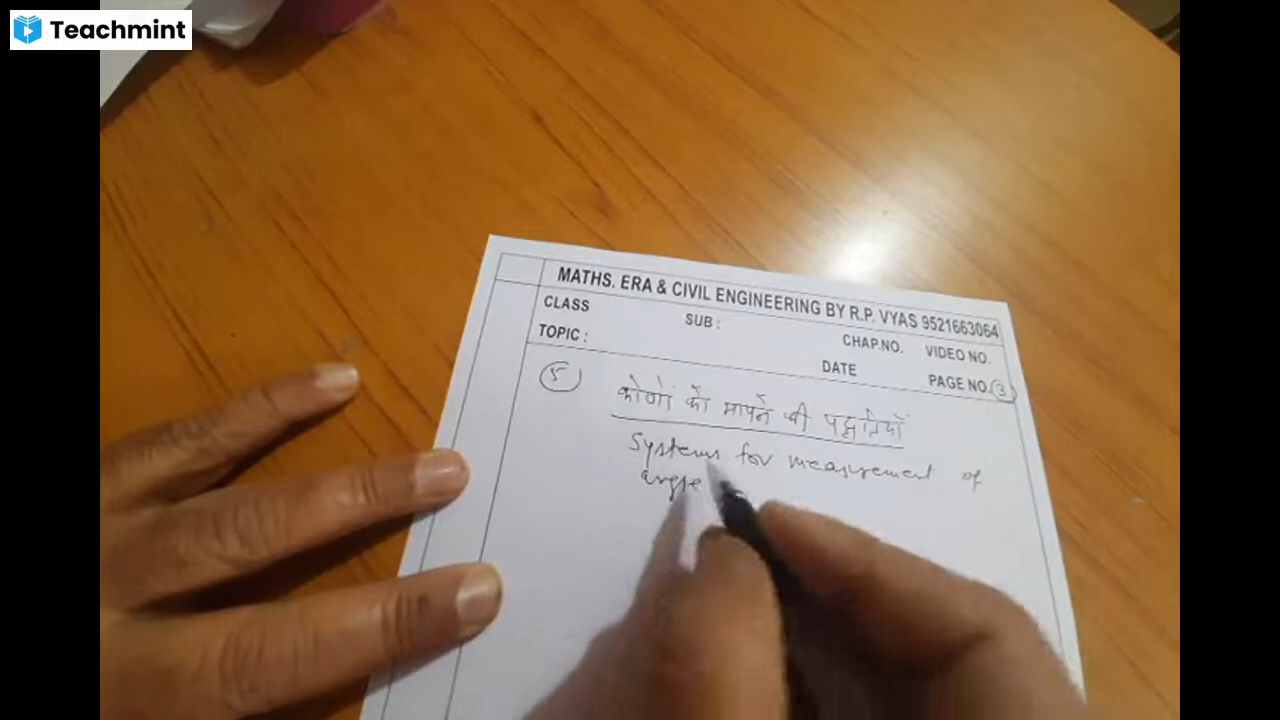 Teachmint
MATHS. ERA & CIVIL ENGINEERING BY R.P. VYAS 9521663064
CLASS SUB : CHAP.NO. VIDEO NO.
TOPIC : DATE PAGE NO. 3
5 कोणों को मापने की पद्धतियाँ
Systems for measurement of
angle